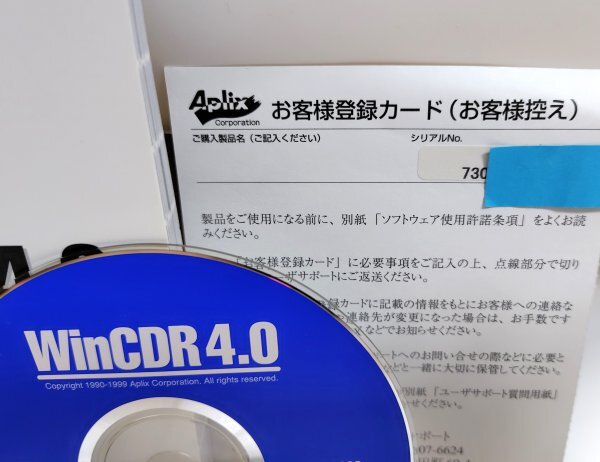 Aplix
Corporation
お客様登録カード(お客様控え)
ご購入製品名(ご記入ください)
シリアルNo.
730
製品をご使用になる前に、別紙「ソフトウェア使用許諾条項」をよくお読
みください。
「お客様登録カード」に必要事項をご記入の上、点線部分で切り
ーザサポートにご返送ください。
登録カードに記載の情報をもとにお客様への連絡な
連絡先が変更になった場合は、お手数です
でお知らせください。
ートへのお問い合せの際などに必要と
どと一緒に大切に保管してください。
別紙「ユーザサポート質問用紙」
せください。
ポート
07-6624
WinCDR 4.0
Copyright 1990-1999 Aplix Corporation. All rights reserved.